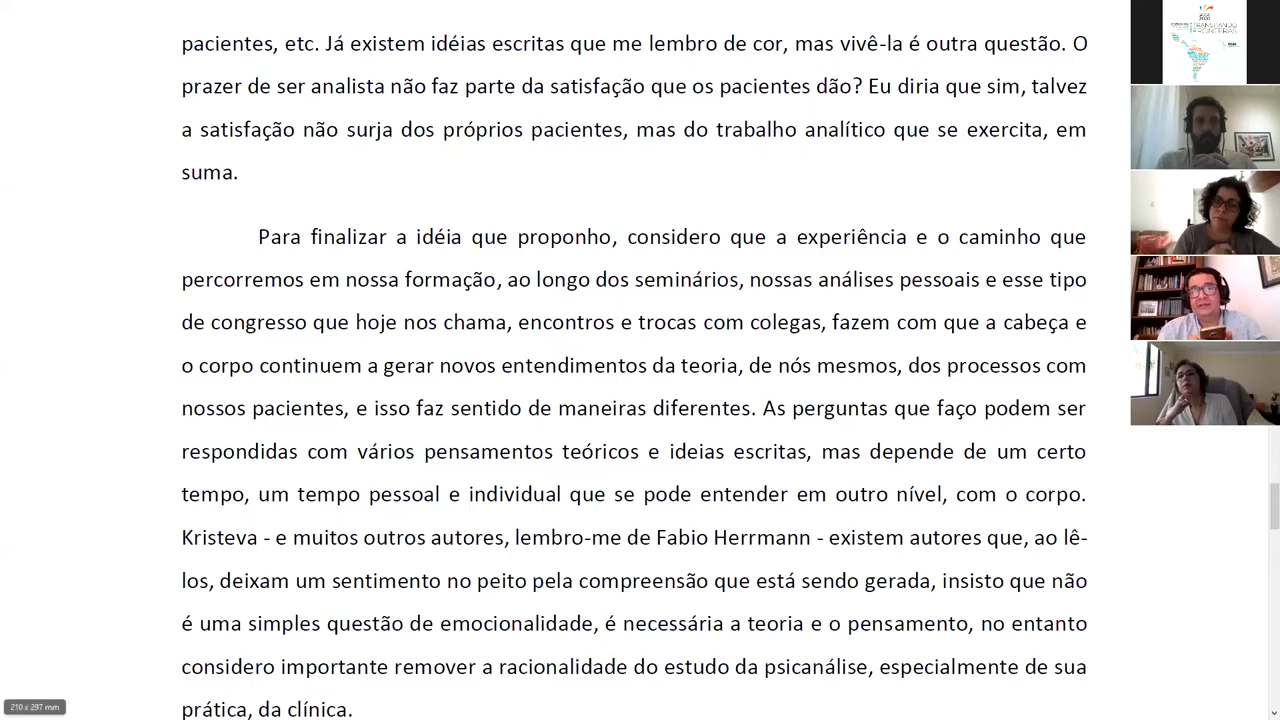 pacientes, etc. Já existem idéias escritas que me lembro de cor, mas vivê-la é outra questão. O
prazer de ser analista não faz parte da satisfação que os pacientes dão? Eu diria que sim, talvez
a satisfação não surja dos próprios pacientes, mas do trabalho analítico que se exercita, em
suma.
Para finalizar a idéia que proponho, considero que a experiência e o caminho que
percorremos em nossa formação, ao longo dos seminários, nossas análises pessoais e esse tipo
de congresso que hoje nos chama, encontros e trocas com colegas, fazem com que a cabeça e
o corpo continuem a gerar novos entendimentos da teoria, de nós mesmos, dos processos com
nossos pacientes, e isso faz sentido de maneiras diferentes. As perguntas que faço podem ser
respondidas com vários pensamentos teóricos e ideias escritas, mas depende de um certo
tempo, um tempo pessoal e individual que se pode entender em outro nível, com o corpo.
Kristeva - e muitos outros autores, lembro-me de Fabio Herrmann - existem autores que, ao lê-
los, deixam um sentimento no peito pela compreensão que está sendo gerada, insisto que não
é uma simples questão de emocionalidade, é necessária a teoria e o pensamento, no entanto
considero importante remover a racionalidade do estudo da psicanálise, especialmente de sua
prática, da clínica.
210 x 297 mm
TRANSITANDO
FRONTEIRAS